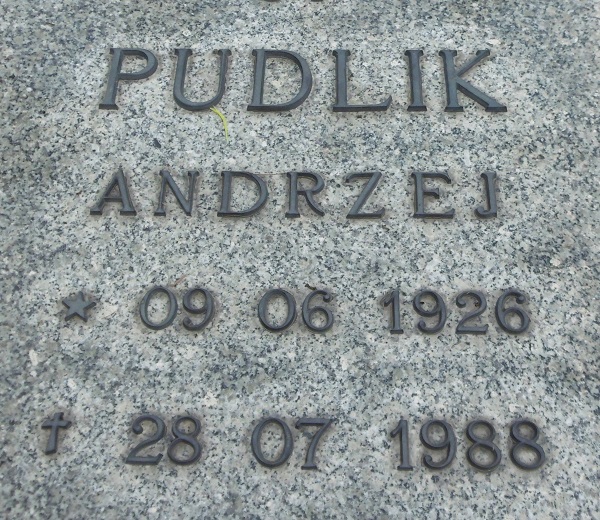 PUDLIK
ANDRZEJ
* 09 06 1926
† 28 07 1988